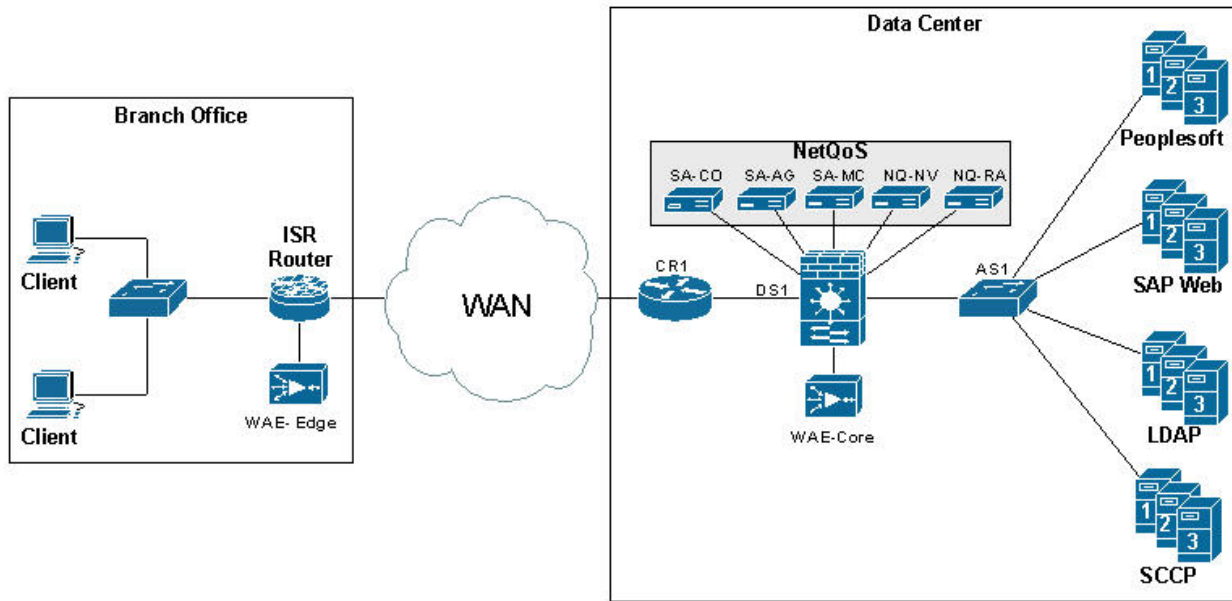 Data Center
Branch Office
Client
Client
ISR
Router
WAE- Edge
WAN
NetQoS
SA-CO
SA-AG
SA-MC
NQ-NV
NQ-RA
CR1
DS1
AS1
WAE-Core
1
2
3
Peoplesoft
1
2
3
SAP Web
1
2
3
LDAP
1
2
3
SCCP